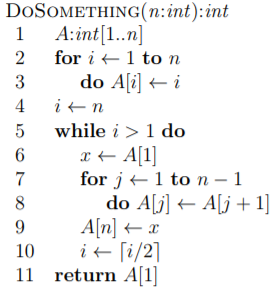 DOSOMETHING(n:int):int
1 A:int[1..n]
2 for i ← 1 to n
3 do A[i] ← i
4 i ← n
5 while i > 1 do
6 x ← A[1]
7 for j ← 1 to n − 1
8 do A[j] ← A[j + 1]
9 A[n] ← x
10 i ← ⌈i/2⌉
11 return A[1]